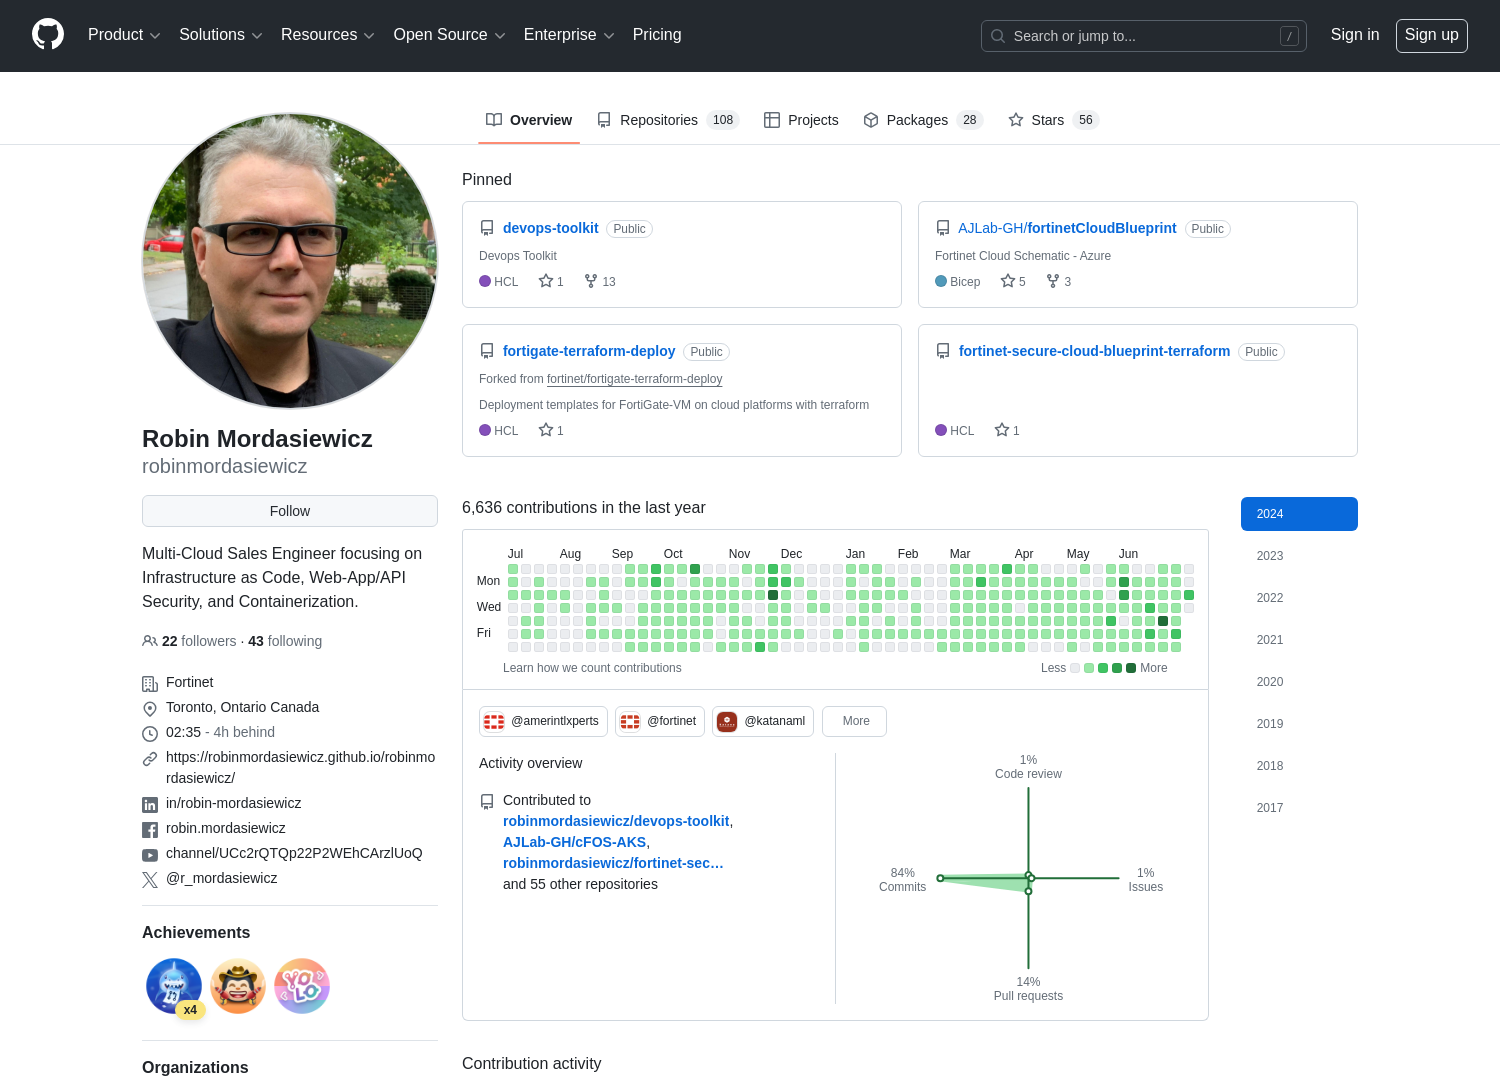 Product
Solutions
Resources
Open Source
Enterprise
Pricing
Search or jump to...
/
Sign in
Sign up
Overview
Repositories 108
Projects
Packages 28
Stars 56
Robin Mordasiewicz
robinmordasiewicz
Follow
Multi-Cloud Sales Engineer focusing on
Infrastructure as Code, Web-App/API
Security, and Containerization.
22 followers · 43 following
Fortinet
Toronto, Ontario Canada
02:35 - 4h behind
https://robinmordasiewicz.github.io/robinmo
rdasiewicz/
in/robin-mordasiewicz
robin.mordasiewicz
channel/UCc2rQTQp22P2WEhCArzlUoQ
@r_mordasiewicz
Achievements
x4
YOLO
Organizations
Pinned
devops-toolkit Public
Devops Toolkit
HCL 1 13
AJLab-GH/fortinetCloudBlueprint Public
Fortinet Cloud Schematic - Azure
Bicep 5 3
fortigate-terraform-deploy Public
Forked from fortinet/fortigate-terraform-deploy
Deployment templates for FortiGate-VM on cloud platforms with terraform
HCL 1
fortinet-secure-cloud-blueprint-terraform Public
HCL 1
6,636 contributions in the last year
Jul Aug Sep Oct Nov Dec Jan Feb Mar Apr May Jun
Mon
Wed
Fri
Learn how we count contributions
Less More
@amerintlxperts
@fortinet
@katanaml
More
Activity overview
Contributed to
robinmordasiewicz/devops-toolkit,
AJLab-GH/cFOS-AKS,
robinmordasiewicz/fortinet-sec…
and 55 other repositories
1%
Code review
84%
Commits
1%
Issues
14%
Pull requests
2024
2023
2022
2021
2020
2019
2018
2017
Contribution activity